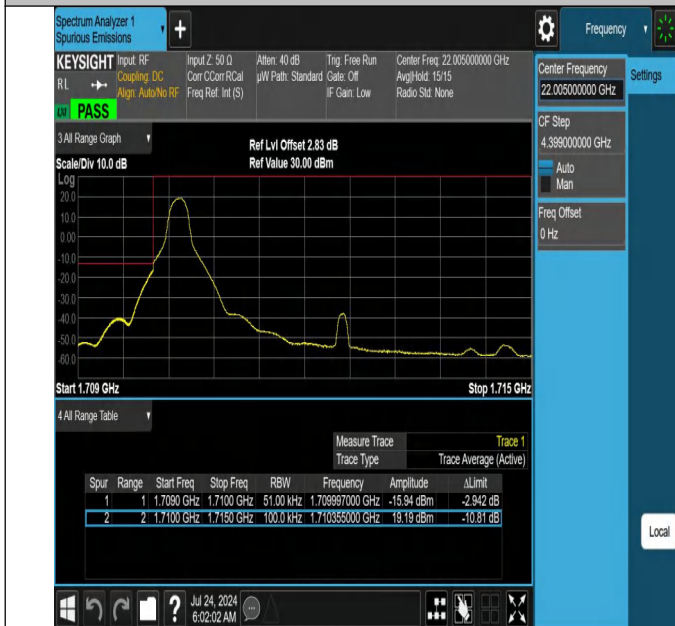 Spectrum Analyzer 1
Spurious Emissions
Frequency
KEYSIGHT
RL
PASS
Input: RF
Coupling: DC
Align: Auto/No RF
Input Z: 50 Ω
Corr CCorr RCal
Freq Ref: Int (S)
Atten: 40 dB
µW Path: Standard
Trig: Free Run
Gate: Off
IF Gain: Low
Center Freq: 22.005000000 GHz
Avg|Hold: 15/15
Radio Std: None
Center Frequency
22.005000000 GHz
Settings
CF Step
4.399000000 GHz
Auto
Man
Freq Offset
0 Hz
Local
3 All Range Graph
Scale/Div 10.0 dB
Ref Lvl Offset 2.83 dB
Ref Value 30.00 dBm
Log
20.0
10.0
0.00
-10.0
-20.0
-30.0
-40.0
-50.0
-60.0
Start 1.709 GHz
Stop 1.715 GHz
4 All Range Table
Measure Trace Trace 1
Trace Type Trace Average (Active)
Spur Range Start Freq Stop Freq RBW Frequency Amplitude ΔLimit
1 1 1.7090 GHz 1.7100 GHz 51.00 kHz 1.709997000 GHz -15.94 dBm -2.942 dB
2 2 1.7100 GHz 1.7150 GHz 100.0 kHz 1.710355000 GHz 19.19 dBm -10.81 dB
Jul 24, 2024
6:02:02 AM